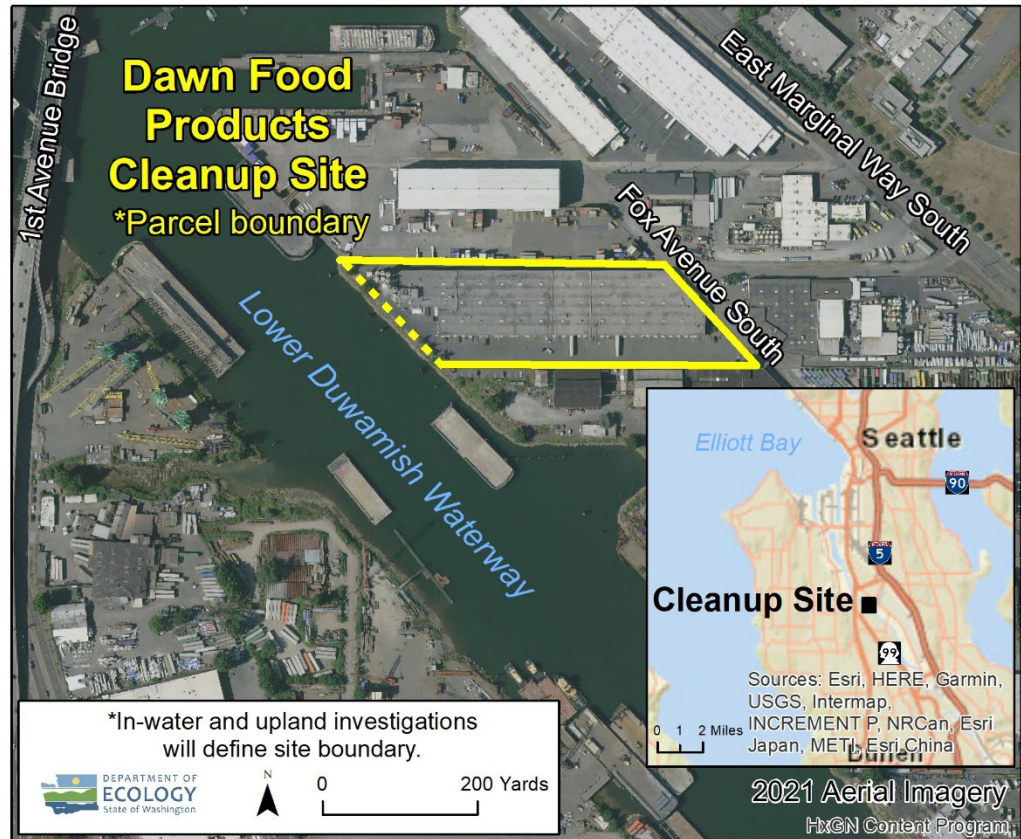 Dawn Food
Products
Cleanup Site
*Parcel boundary
1st Avenue Bridge
East Marginal Way South
Fox Avenue South
Lower Duwamish Waterway
Elliott Bay
Seattle
90
5
Cleanup Site
99
Sources: Esri, HERE, Garmin,
USGS, Intermap,
INCREMENT P, NRCan, Esri
Japan, METI, Esri China
0 1 2 Miles
Burien
*In-water and upland investigations
will define site boundary.
DEPARTMENT OF
ECOLOGY
State of Washington
N
0 200 Yards
2021 Aerial Imagery
HxGN Content Program